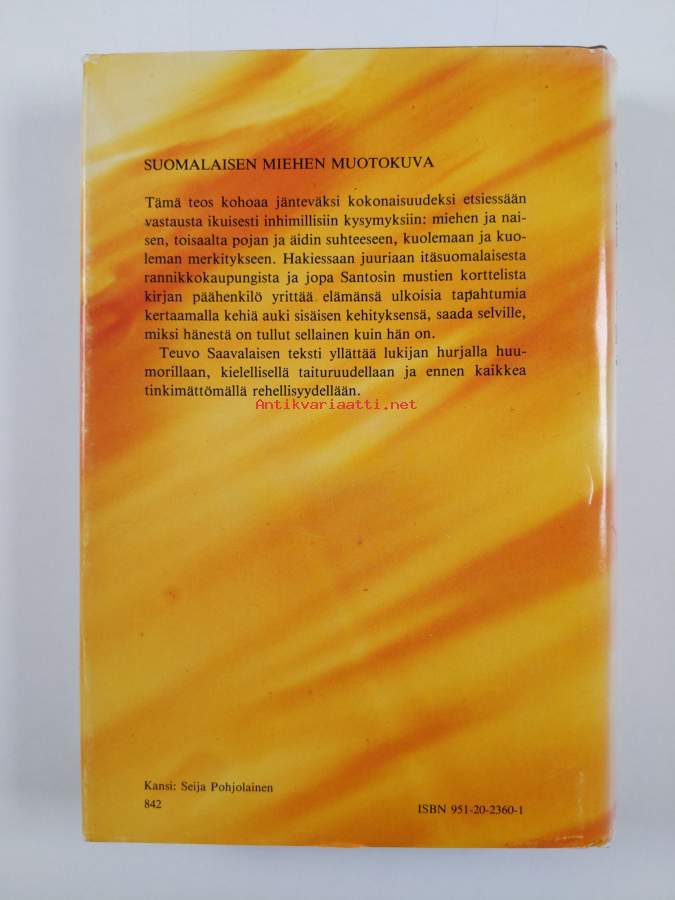 SUOMALAISEN MIEHEN MUOTOKUVA
Tämä teos kohoaa jänteväksi kokonaisuudeksi etsiessään
vastausta ikuisesti inhimillisiin kysymyksiin: miehen ja nai-
sen, toisaalta pojan ja äidin suhteeseen, kuolemaan ja kuo-
leman merkitykseen. Hakiessaan juuriaan itäsuomalaisesta
rannikkokaupungista ja jopa Santosin mustien korttelista
kirjan päähenkilö yrittää elämänsä ulkoisia tapahtumia
kertaamalla kehiä auki sisäisen kehityksensä, saada selville,
miksi hänestä on tullut sellainen kuin hän on.
Teuvo Saavalaisen teksti yllättää lukijan hurjalla huu-
morillaan, kielellisellä taituruudellaan ja ennen kaikkea
tinkimättömällä rehellisyydellään.
Antikvariaatti.net
Kansi: Seija Pohjolainen
842
ISBN 951-20-2360-1